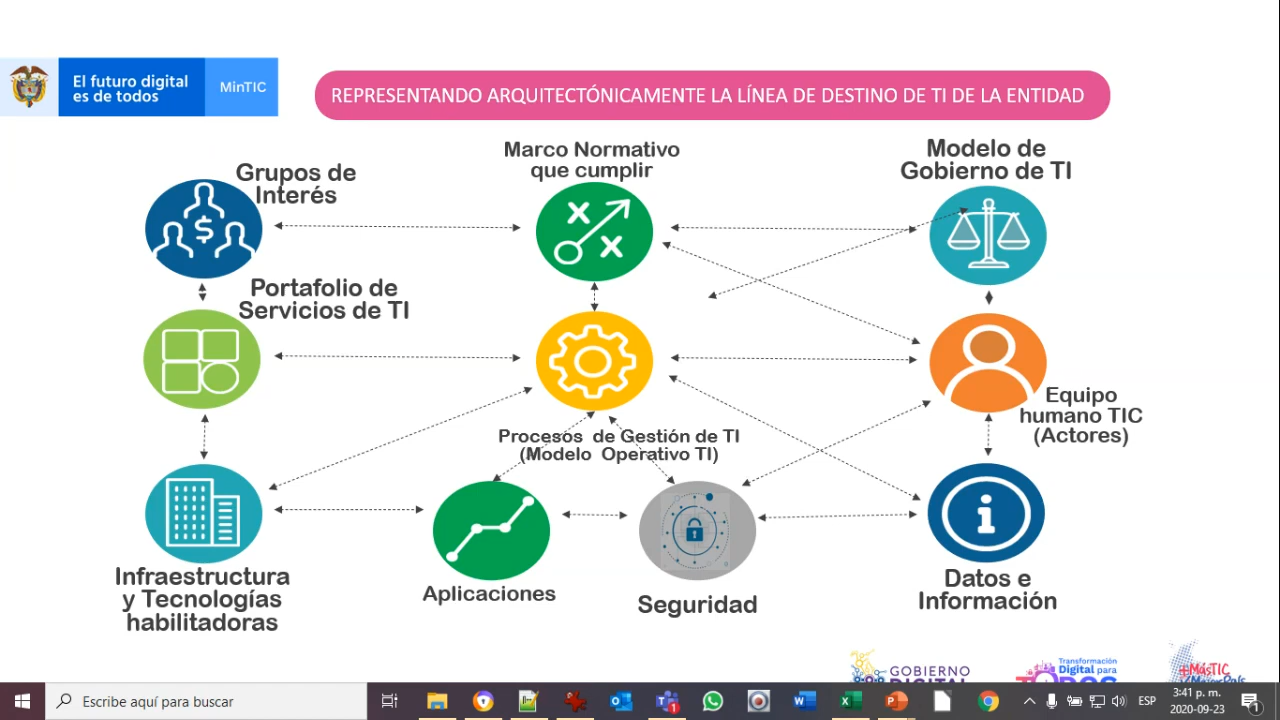 El futuro digital
es de todos
MinTIC
REPRESENTANDO ARQUITECTÓNICAMENTE LA LÍNEA DE DESTINO DE TI DE LA ENTIDAD
Grupos de
Interés
Marco Normativo
que cumplir
Modelo de
Gobierno de TI
Portafolio de
Servicios de TI
Equipo
humano TIC
(Actores)
Procesos de Gestión de TI
(Modelo Operativo TI)
Infraestructura
y Tecnologías
habilitadoras
Aplicaciones
Seguridad
Datos e
Información
GOBIERNO
DIGITAL
Transformación
Digital para
TODOS
+MásTIC
Escribe aquí para buscar
ESP
3:41 p. m.
2020-09-23